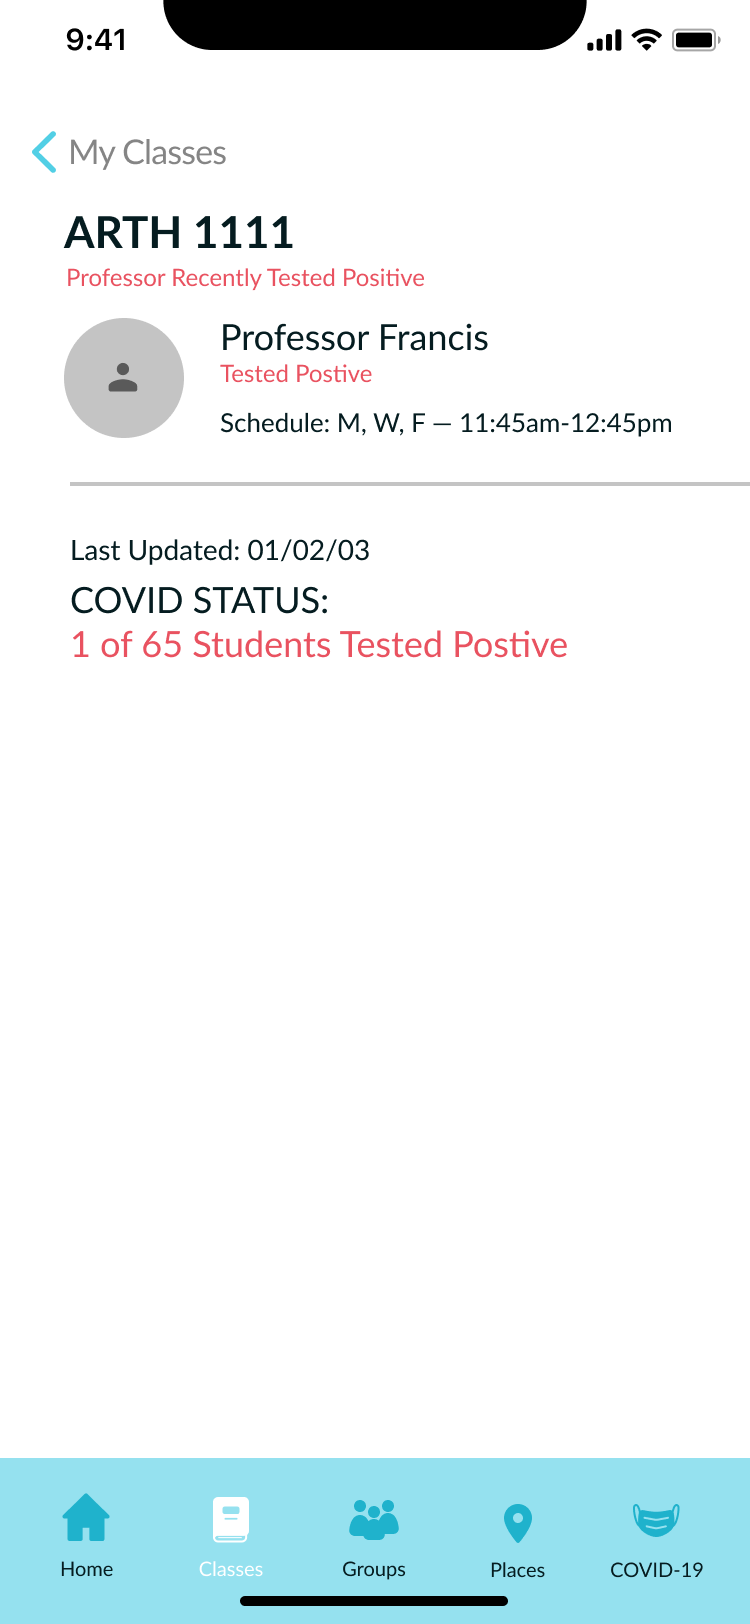 9:41
My Classes
ARTH 1111
Professor Recently Tested Positive
Professor Francis
Tested Postive
Schedule: M, W, F — 11:45am-12:45pm
Last Updated: 01/02/03
COVID STATUS:
1 of 65 Students Tested Postive
Home
Classes
Groups
Places
COVID-19